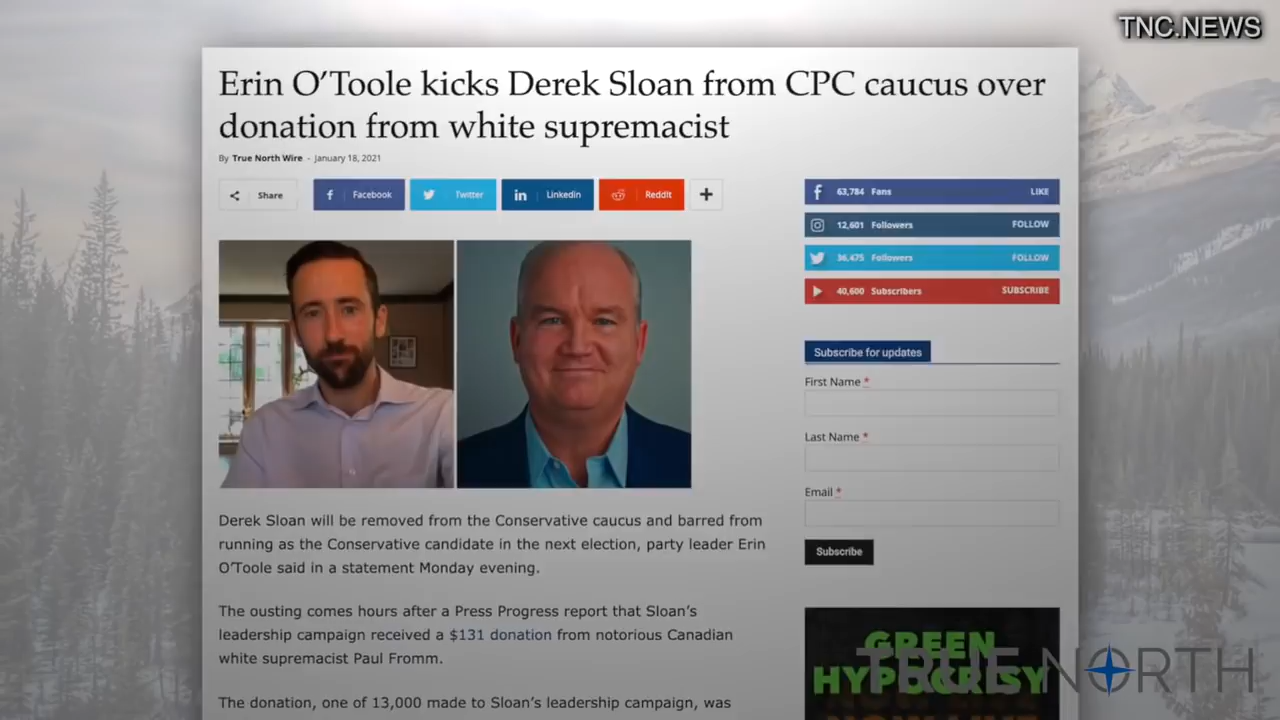 TNC.NEWS
Erin O’Toole kicks Derek Sloan from CPC caucus over
donation from white supremacist
By True North Wire - January 18, 2021
Share
Facebook
Twitter
Linkedin
ReddIt
+
63,784 Fans LIKE
12,601 Followers FOLLOW
36,475 Followers FOLLOW
40,600 Subscribers SUBSCRIBE
Subscribe for updates
First Name *
Last Name *
Email *
Subscribe
Derek Sloan will be removed from the Conservative caucus and barred from
running as the Conservative candidate in the next election, party leader Erin
O’Toole said in a statement Monday evening.
The ousting comes hours after a Press Progress report that Sloan’s
leadership campaign received a $131 donation from notorious Canadian
white supremacist Paul Fromm.
The donation, one of 13,000 made to Sloan’s leadership campaign, was
GREEN
HYPOCRISY
NOW LIVE
TRUE NORTH